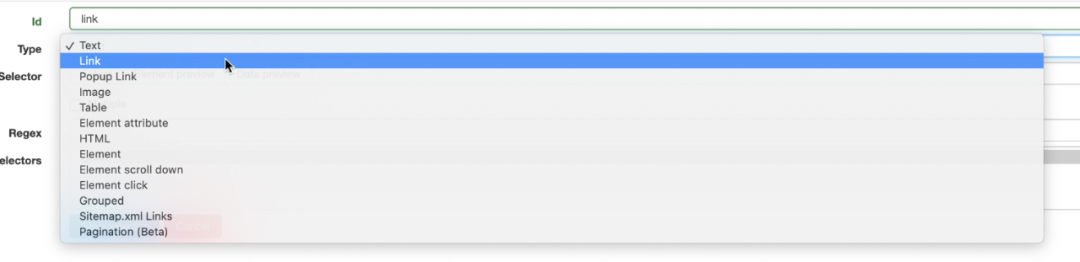 Id link
Type ✓ Text
Link
Selector Popup Link
Image
Table
Element attribute
Regex HTML
electors Element
Element scroll down
Element click
Grouped
Sitemap.xml Links
Pagination (Beta)